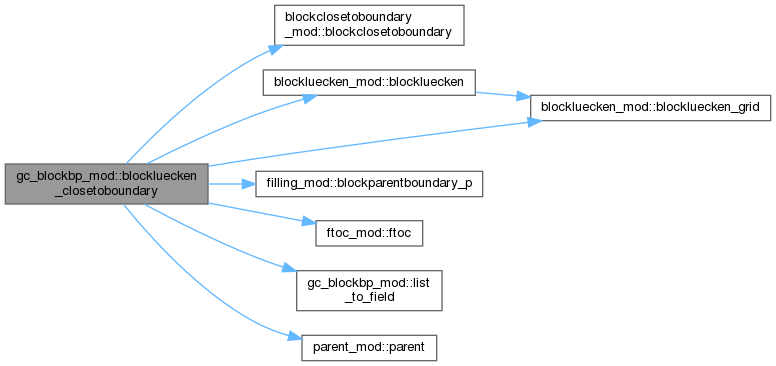 blockclosetoboundary
_mod::blockclosetoboundary
blockluecken_mod::blockluecken
blockluecken_mod::blockluecken_grid
gc_blockbp_mod::blockluecken
_closetoboundary
filling_mod::blockparentboundary_p
ftoc_mod::ftoc
gc_blockbp_mod::list
_to_field
parent_mod::parent